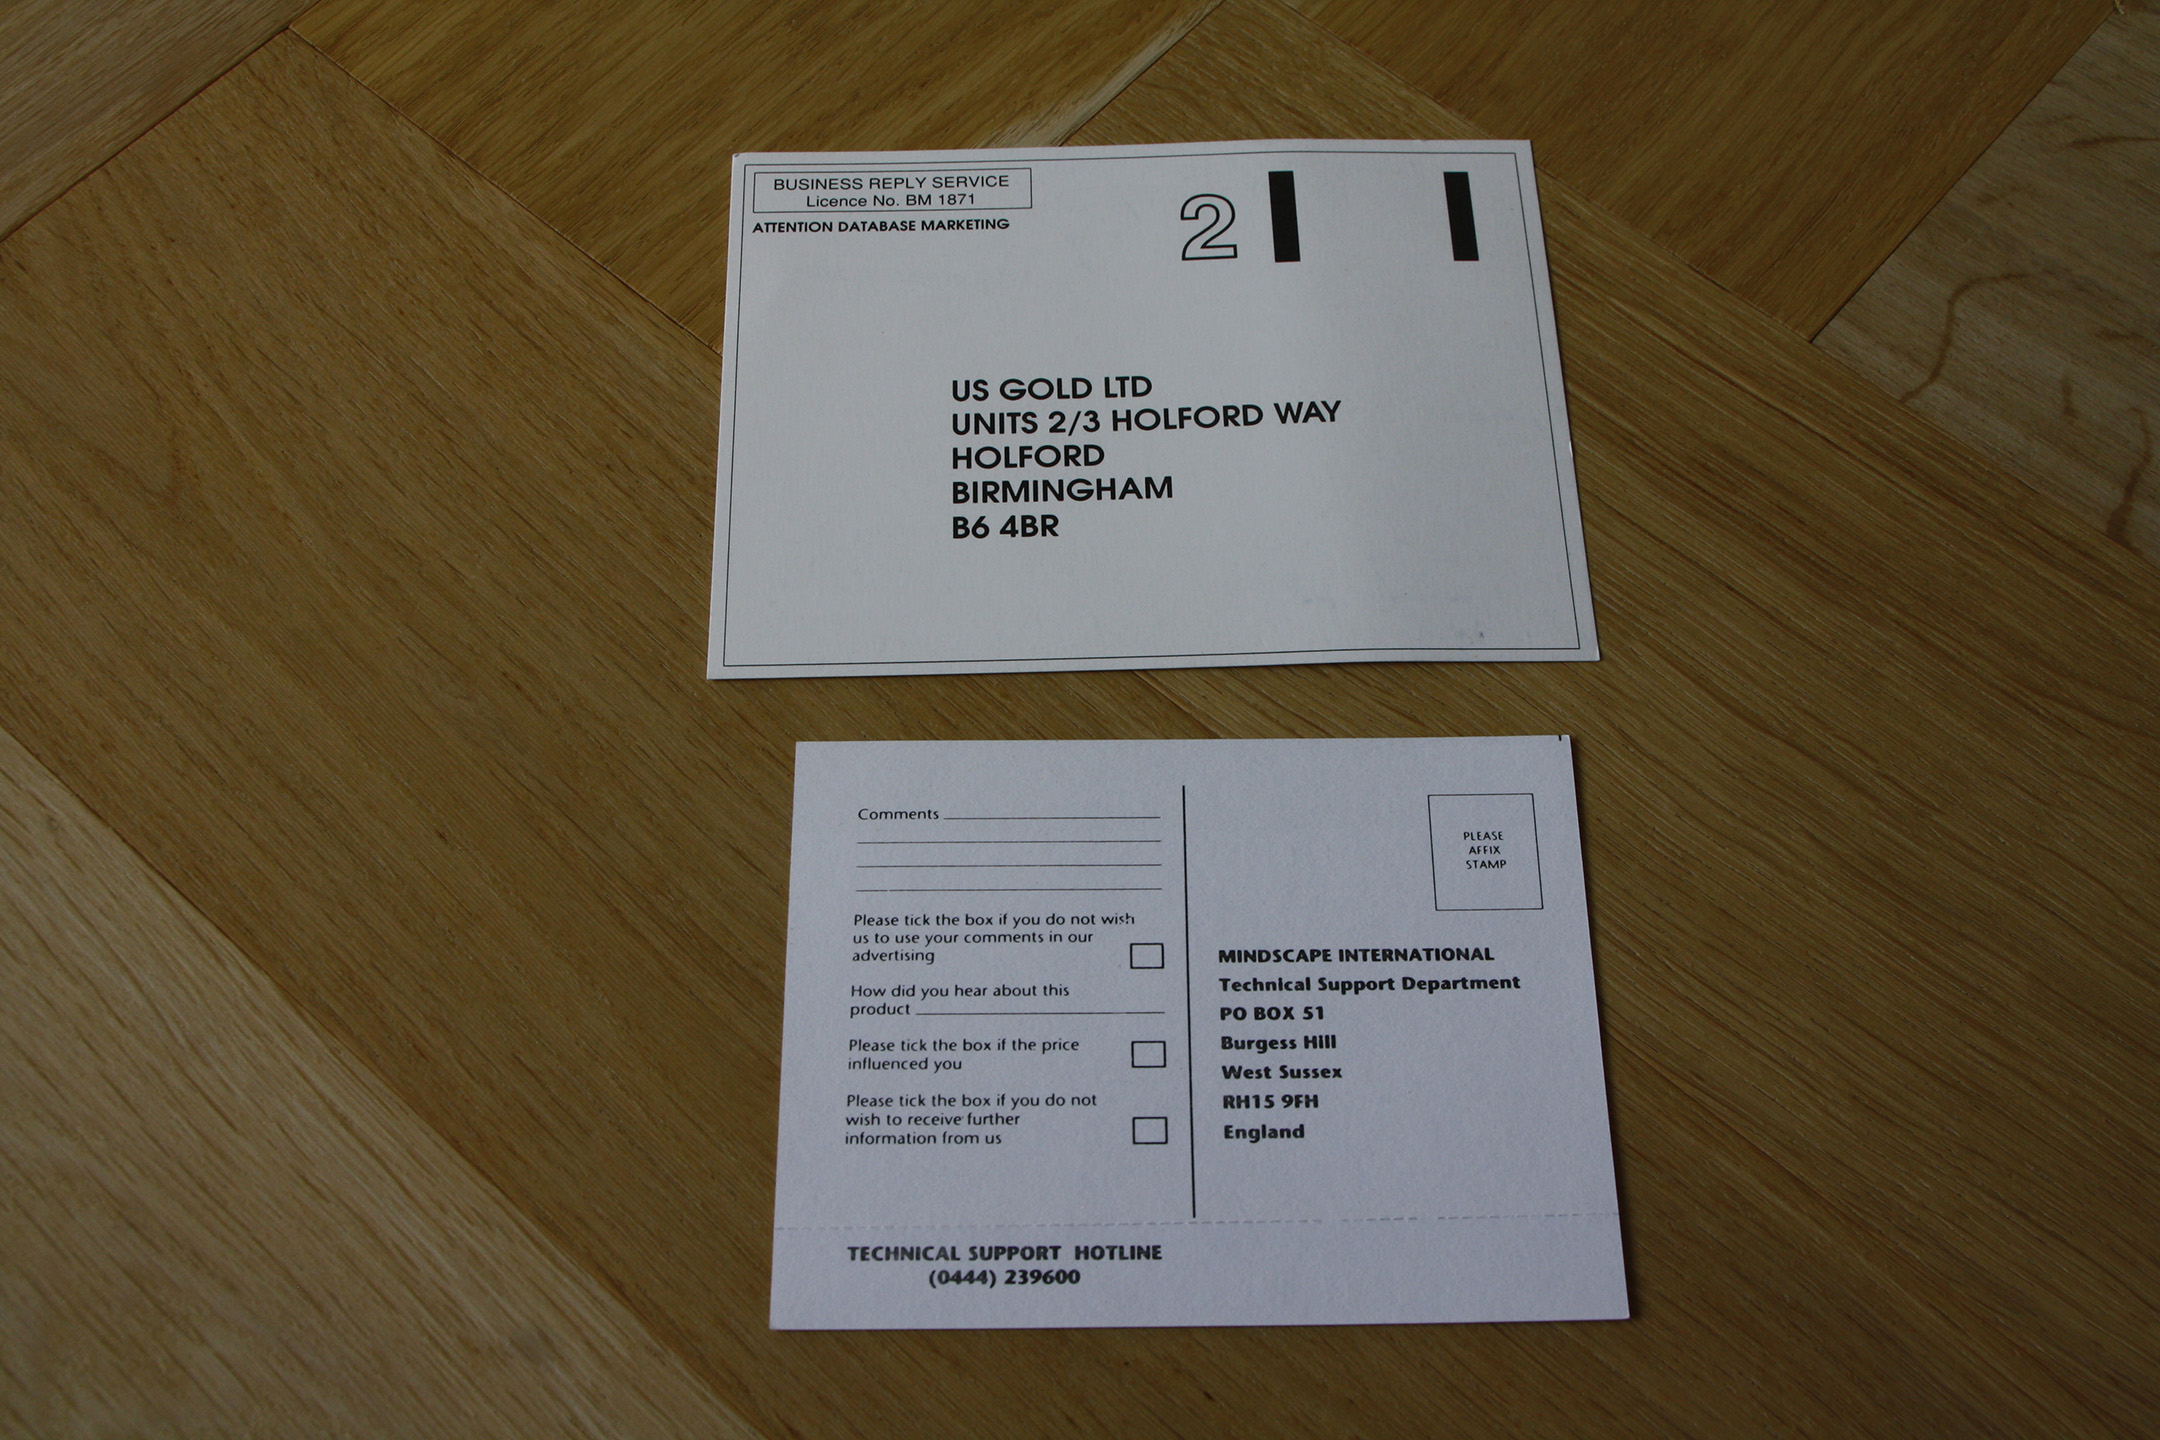 BUSINESS REPLY SERVICE
Licence No. BM 1871
ATTENTION DATABASE MARKETING
2
US GOLD LTD
UNITS 2/3 HOLFORD WAY
HOLFORD
BIRMINGHAM
B6 4BR
Comments
Please tick the box if you do not wish
us to use your comments in our
advertising
How did you hear about this
product
Please tick the box if the price
influenced you
Please tick the box if you do not
wish to receive further
information from us
PLEASE
AFFIX
STAMP
MINDSCAPE INTERNATIONAL
Technical Support Department
PO BOX 51
Burgess Hill
West Sussex
RH15 9FH
England
TECHNICAL SUPPORT HOTLINE
(0444) 239600